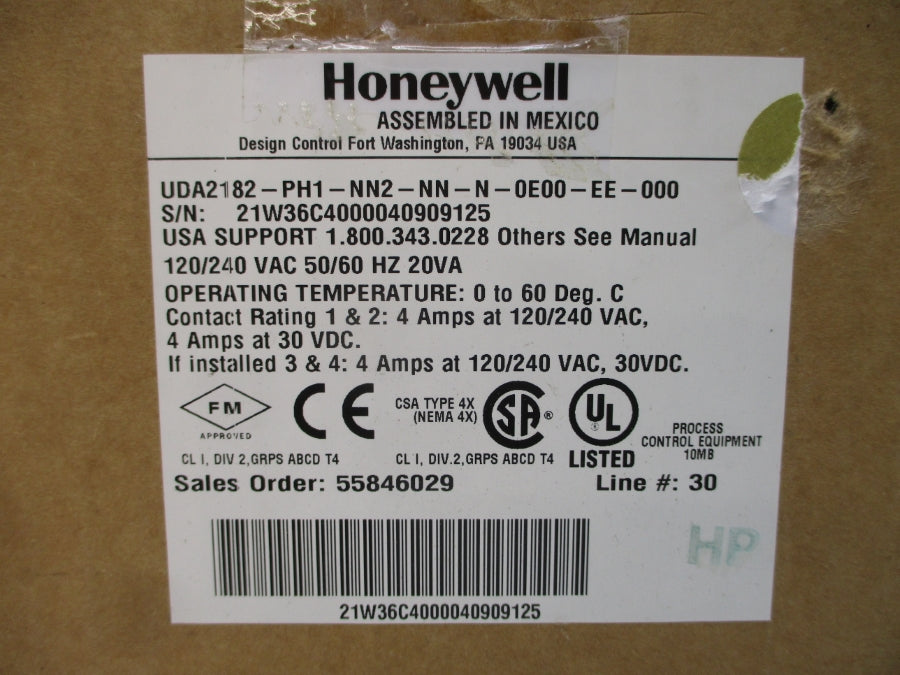 Honeywell
ASSEMBLED IN MEXICO
Design Control Fort Washington, PA 19034 USA
UDA2182-PH1-NN2-NN-N-0E00-EE-000
S/N: 21W36C4000040909125
USA SUPPORT 1.800.343.0228 Others See Manual
120/240 VAC 50/60 HZ 20VA
OPERATING TEMPERATURE: 0 to 60 Deg. C
Contact Rating 1 & 2: 4 Amps at 120/240 VAC,
4 Amps at 30 VDC.
If installed 3 & 4: 4 Amps at 120/240 VAC, 30VDC.
FM
APPROVED
CL I, DIV 2,GRPS ABCD T4
CE
CSA TYPE 4X
(NEMA 4X)
SA ®
CL I, DIV.2,GRPS ABCD T4
UL ®
LISTED
PROCESS
CONTROL EQUIPMENT
10MB
Sales Order: 55846029 Line #: 30
HP
21W36C4000040909125